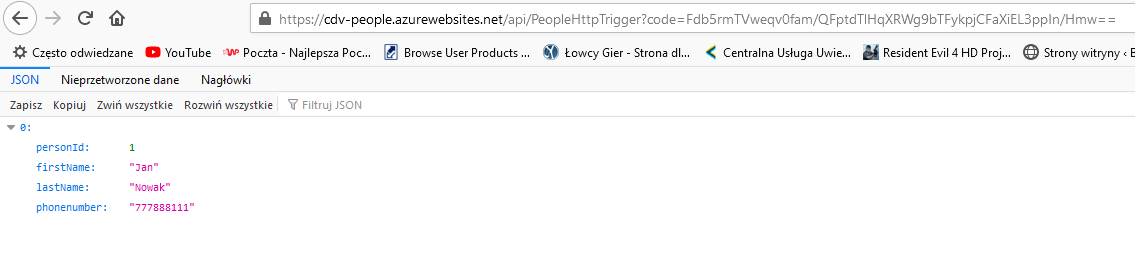 https://cdv-people.azurewebsites.net/api/PeopleHttpTrigger?code=Fdb5rmTVweqv0fam/QFptdTlHqXRWg9bTFykpjCFaXiEL3ppIn/Hmw==
Często odwiedzane YouTube Poczta - Najlepsza Poc... Browse User Products ... Łowcy Gier - Strona dl... Centralna Usługa Uwie... Resident Evil 4 HD Proj... Strony witryny ‹ B
JSON Nieprzetworzone dane Nagłówki
Zapisz Kopiuj Zwiń wszystkie Rozwiń wszystkie Filtruj JSON
0:
personId: 1
firstName: "Jan"
lastName: "Nowak"
phonenumber: "777888111"